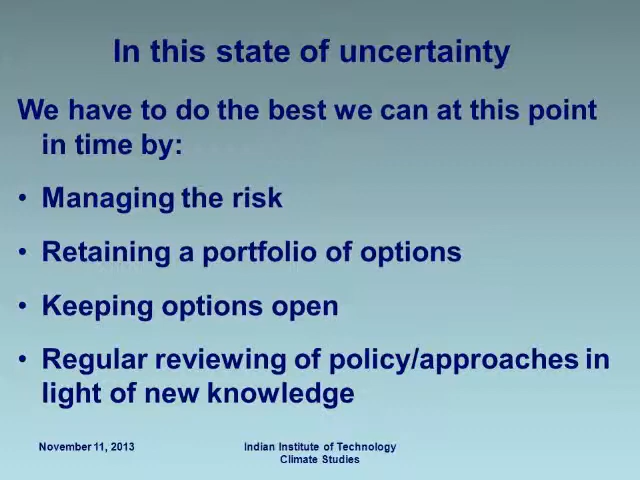 In this state of uncertainty
We have to do the best we can at this point
in time by:
• Managing the risk
• Retaining a portfolio of options
• Keeping options open
• Regular reviewing of policy/approaches in
light of new knowledge
November 11, 2013
Indian Institute of Technology
Climate Studies